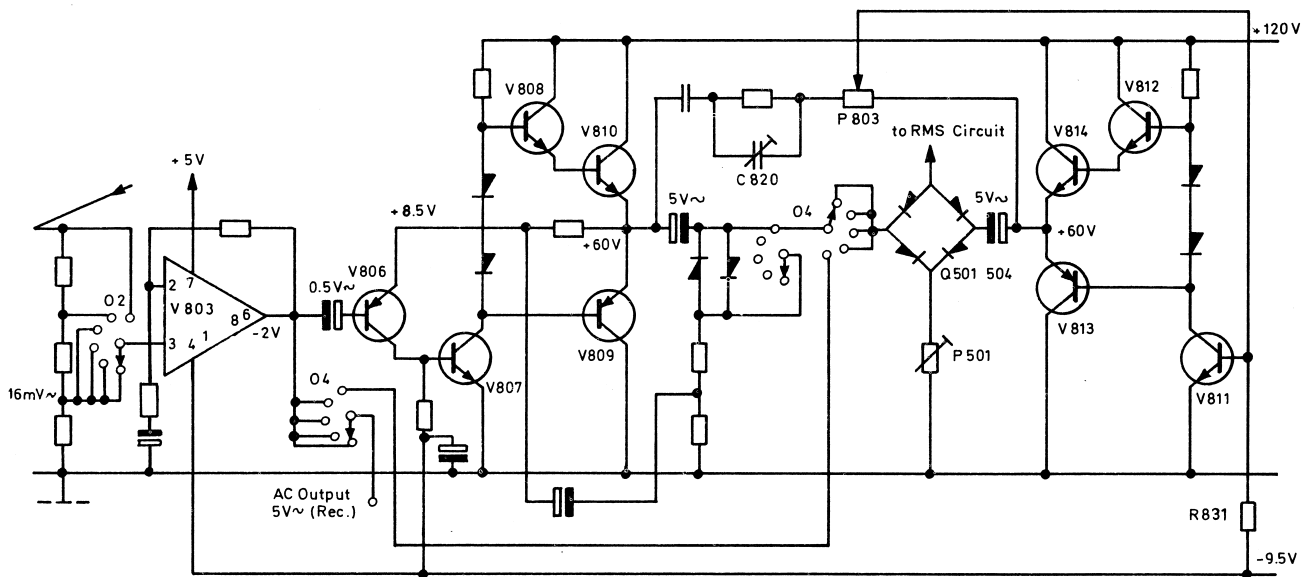 +120V
V808
V812
V810
P803
to RMS Circuit
V814
+5V
C820
5V~
5V~
O4
+8.5V
+60V
+60V
O2
2 7
V803
8 6
3 4 1
-2V
0.5V~
V806
Q501 504
V813
16mV~
V809
P501
V807
V811
O4
AC Output
5V~ (Rec.)
R831
-9.5V